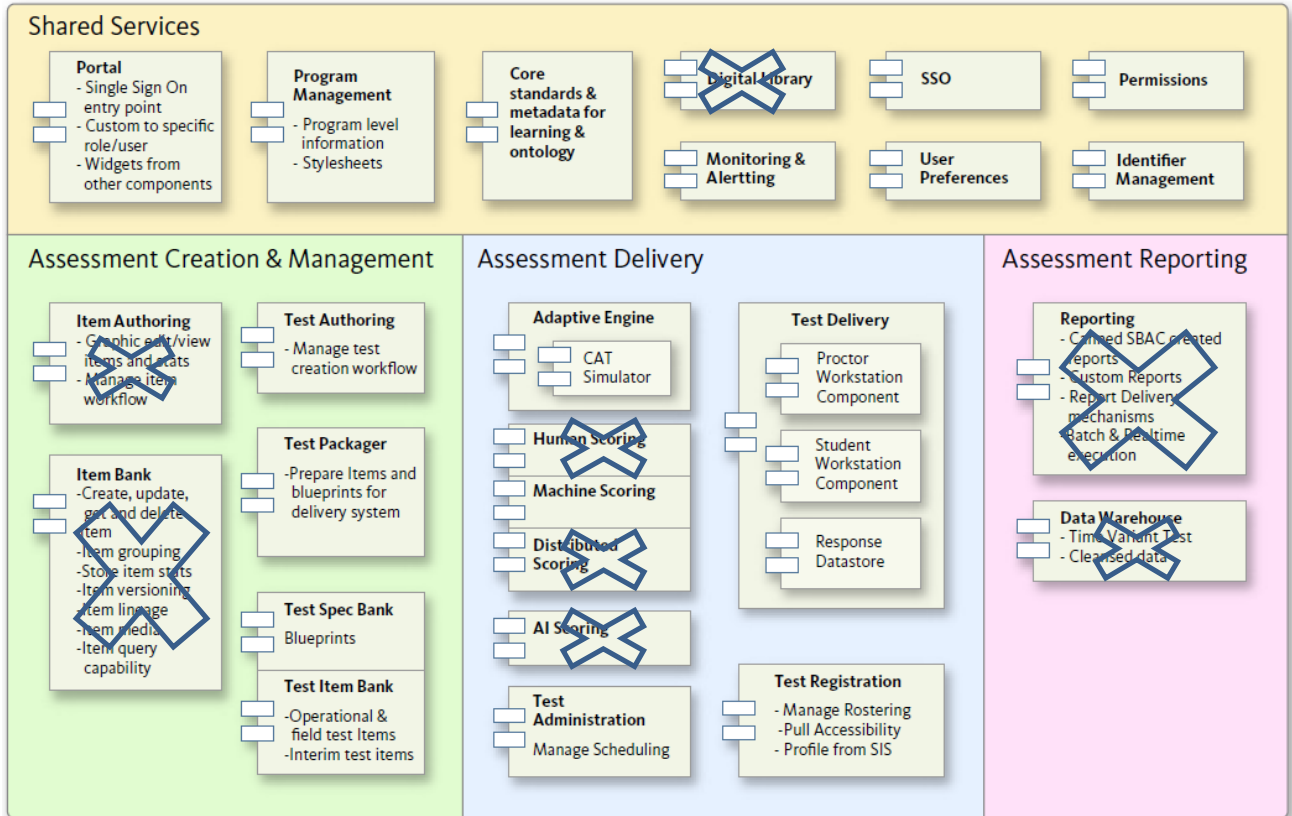 Shared Services
Portal
- Single Sign On
entry point
- Custom to specific
role/user
- Widgets from
other components
Program
Management
- Program level
information
- Stylesheets
Core
standards &
metadata for
learning &
ontology
Digital Library
SSO
Permissions
Monitoring &
Alertting
User
Preferences
Identifier
Management
Assessment Creation & Management
Item Authoring
- Graphic edit/view
items and stats
- Manage item
workflow
Test Authoring
- Manage test
creation workflow
Item Bank
-Create, update,
get and delete
item
-Item grouping
-Store item stats
-Item versioning
-Item lineage
-Item media
-Item query
capability
Test Packager
-Prepare Items and
blueprints for
delivery system
Test Spec Bank
Blueprints
Test Item Bank
-Operational &
field test Items
-Interim test items
Assessment Delivery
Adaptive Engine
CAT
Simulator
Human Scoring
Machine Scoring
Distributed
Scoring
AI Scoring
Test
Administration
Manage Scheduling
Test Delivery
Proctor
Workstation
Component
Student
Workstation
Component
Response
Datastore
Test Registration
- Manage Rostering
-Pull Accessibility
- Profile from SIS
Assessment Reporting
Reporting
- Canned SBAC created
reports
- Custom Reports
- Report Delivery
mechanisms
-Batch & Realtime
execution
Data Warehouse
- Time Variant Test
- Cleansed data